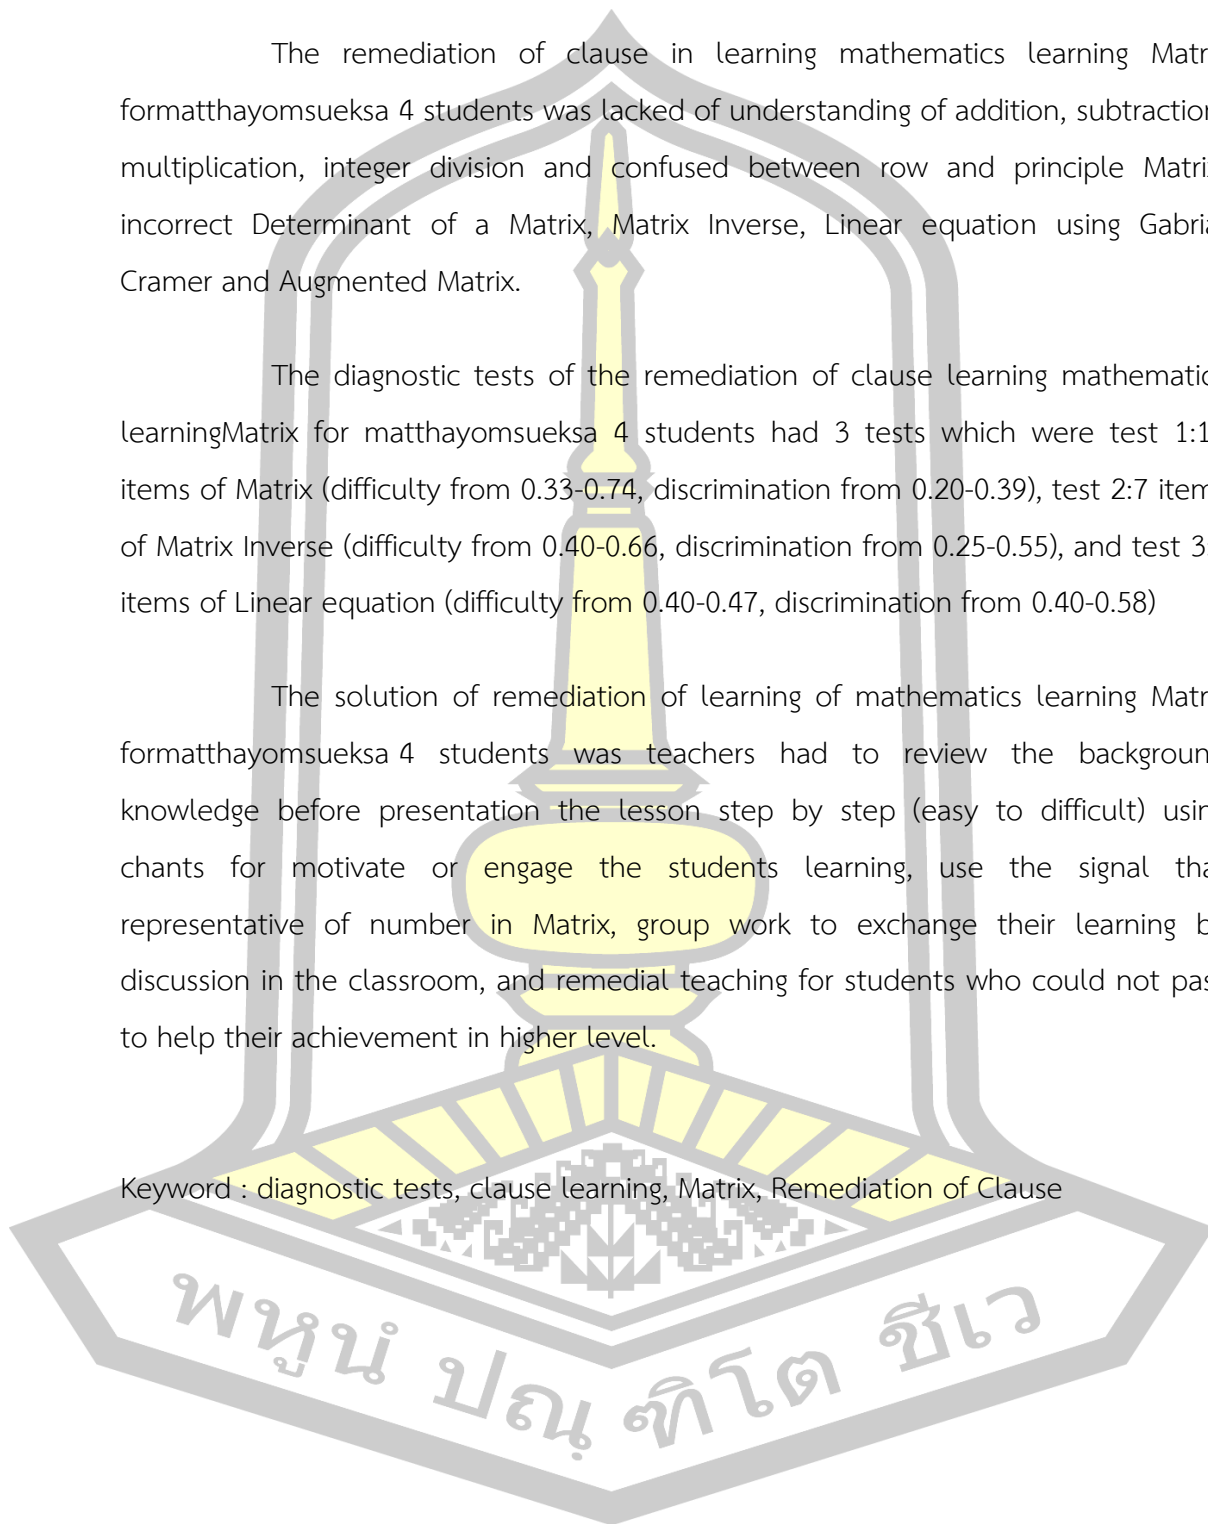 The remediation of clause in learning mathematics learning Matr
formatthayomsueksa 4 students was lacked of understanding of addition, subtraction
multiplication, integer division and confused between row and principle Matrix
incorrect Determinant of a Matrix, Matrix Inverse, Linear equation using Gabria
Cramer and Augmented Matrix.
The diagnostic tests of the remediation of clause learning mathematic
learningMatrix for matthayomsueksa 4 students had 3 tests which were test 1:1
items of Matrix (difficulty from 0.33-0.74, discrimination from 0.20-0.39), test 2:7 item
of Matrix Inverse (difficulty from 0.40-0.66, discrimination from 0.25-0.55), and test 3:
items of Linear equation (difficulty from 0.40-0.47, discrimination from 0.40-0.58)
The solution of remediation of learning of mathematics learning Matr
formatthayomsueksa 4 students was teachers had to review the backgroun
knowledge before presentation the lesson step by step (easy to difficult) usin
chants for motivate or engage the students learning, use the signal tha
representative of number in Matrix, group work to exchange their learning b
discussion in the classroom, and remedial teaching for students who could not pas
to help their achievement in higher level.
Keyword : diagnostic tests, clause learning, Matrix, Remediation of Clause
พหูนํ ปณฺฑิโต ชีเว